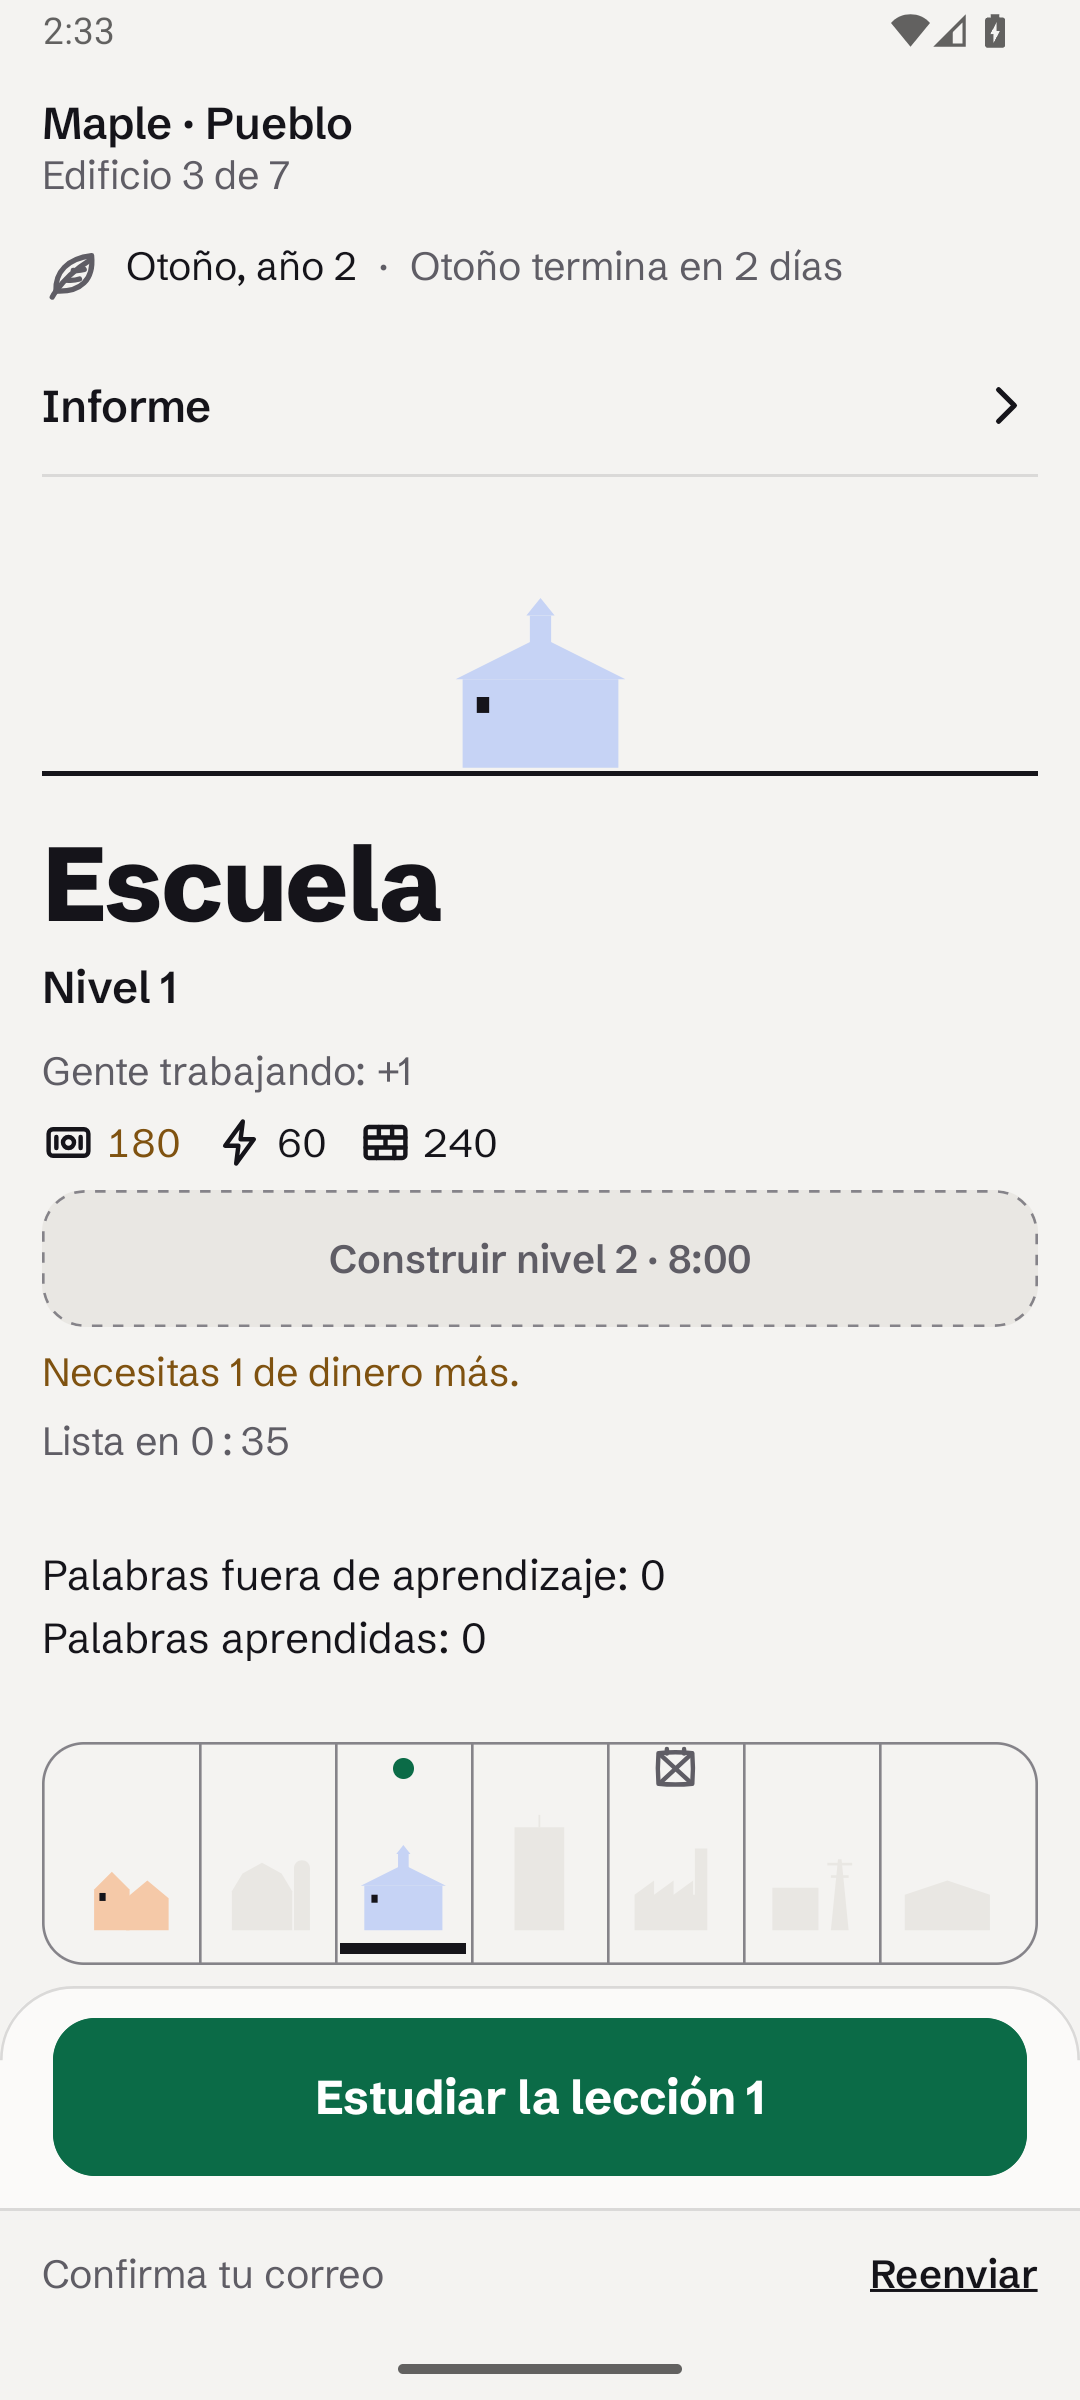 2:33
Maple · Pueblo
Edificio 3 de 7
Otoño, año 2 · Otoño termina en 2 días
Informe
Escuela
Nivel 1
Gente trabajando: +1
180 60 240
Construir nivel 2 · 8:00
Necesitas 1 de dinero más.
Lista en 0:35
Palabras fuera de aprendizaje: 0
Palabras aprendidas: 0
Estudiar la lección 1
Confirma tu correo Reenviar